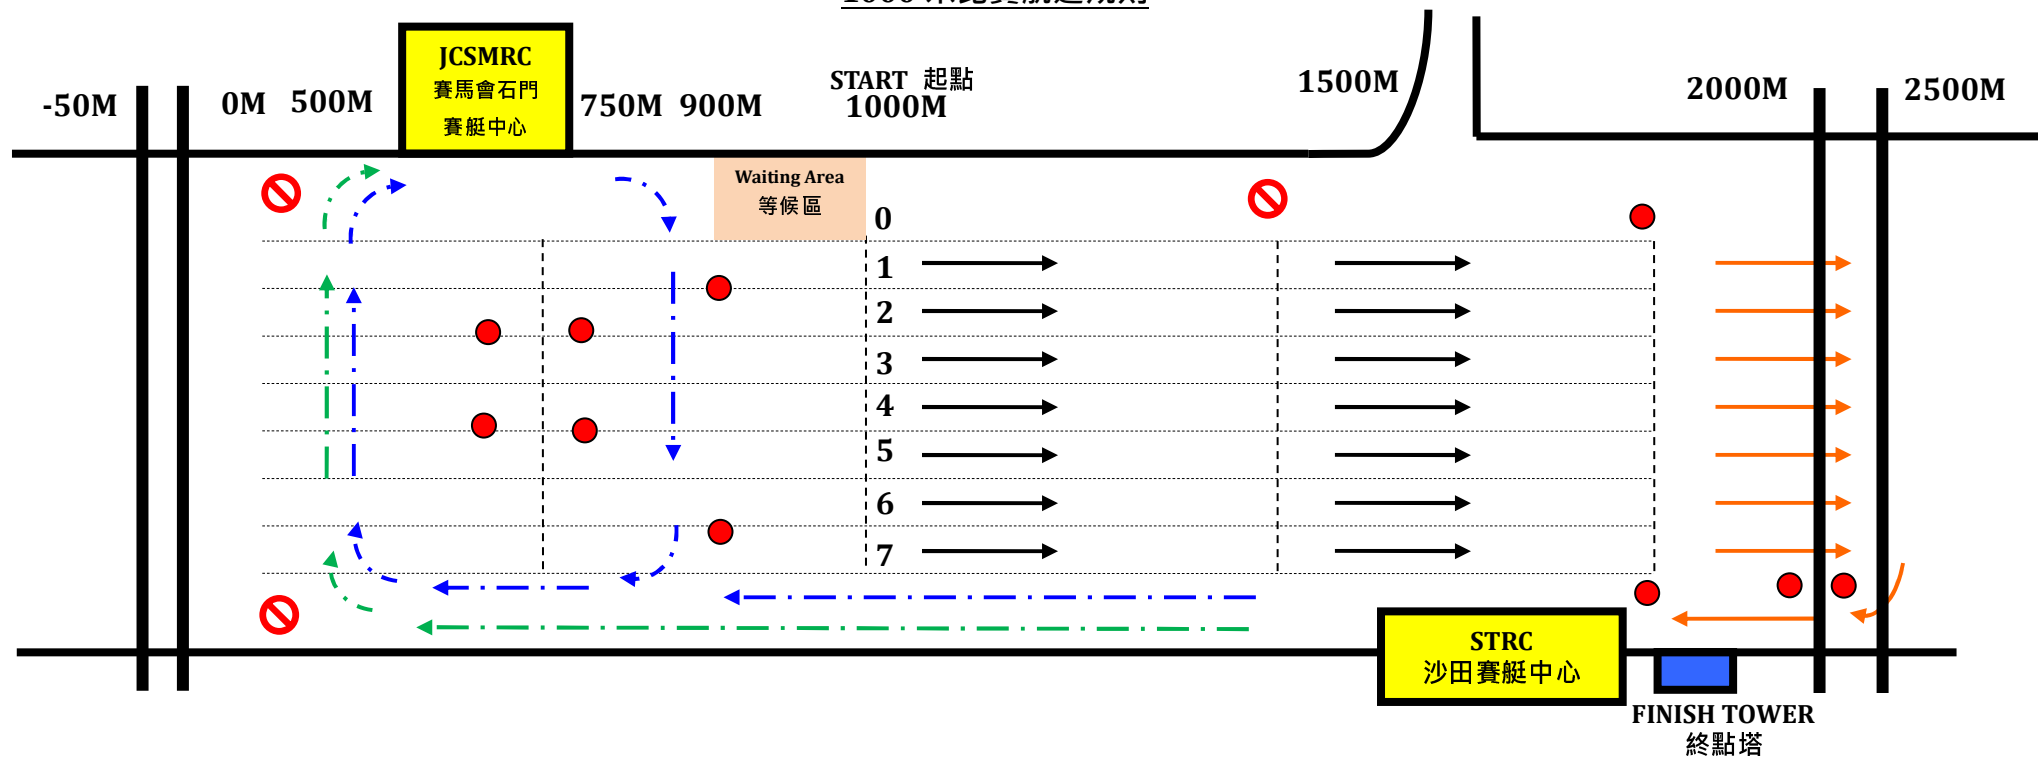 -50M
0M
500M
JCSMRC
賽馬會石門
賽艇中心
750M
900M
START 起點
1000M
1500M
2000M
2500M
Waiting Area
等候區
0
1
2
3
4
5
6
7
STRC
沙田賽艇中心
FINISH TOWER
終點塔